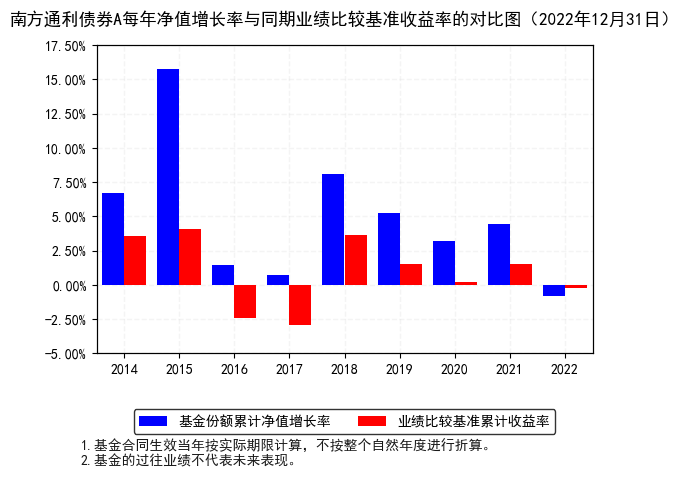 南方通利债券A每年净值增长率与同期业绩比较基准收益率的对比图（2022年12月31日）
17.50%
15.00%
12.50%
10.00%
7.50%
5.00%
2.50%
0.00%
-2.50%
-5.00%
2014 2015 2016 2017 2018 2019 2020 2021 2022
基金份额累计净值增长率 业绩比较基准累计收益率
1.基金合同生效当年按实际期限计算，不按整个自然年度进行折算。
2.基金的过往业绩不代表未来表现。